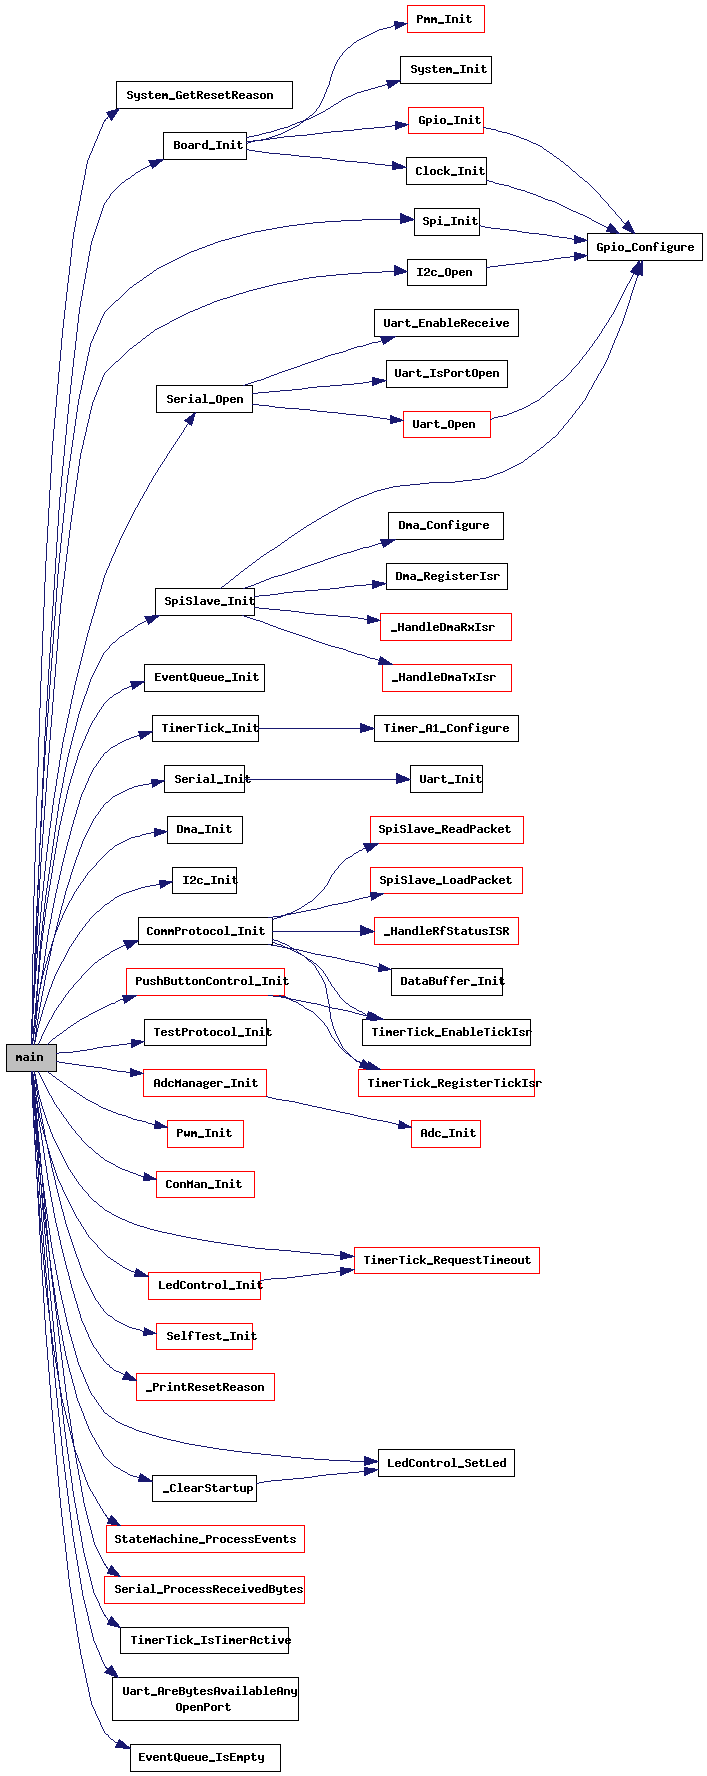 Pmm_Init
System_Init
System_GetResetReason
Gpio_Init
Board_Init
Clock_Init
Spi_Init
Gpio_Configure
I2c_Open
Uart_EnableReceive
Uart_IsPortOpen
Serial_Open
Uart_Open
Dma_Configure
Dma_RegisterIsr
SpiSlave_Init
_HandleDmaRxIsr
_HandleDmaTxIsr
EventQueue_Init
TimerTick_Init
Timer_A1_Configure
Serial_Init
Uart_Init
Dma_Init
SpiSlave_ReadPacket
I2c_Init
SpiSlave_LoadPacket
CommProtocol_Init
_HandleRfStatusISR
PushButtonControl_Init
DataBuffer_Init
TestProtocol_Init
TimerTick_EnableTickIsr
main
AdcManager_Init
TimerTick_RegisterTickIsr
Pwm_Init
Adc_Init
ConMan_Init
TimerTick_RequestTimeout
LedControl_Init
SelfTest_Init
_PrintResetReason
LedControl_SetLed
_ClearStartup
StateMachine_ProcessEvents
Serial_ProcessReceivedBytes
TimerTick_IsTimerActive
Uart_AreBytesAvailableAny
OpenPort
EventQueue_IsEmpty